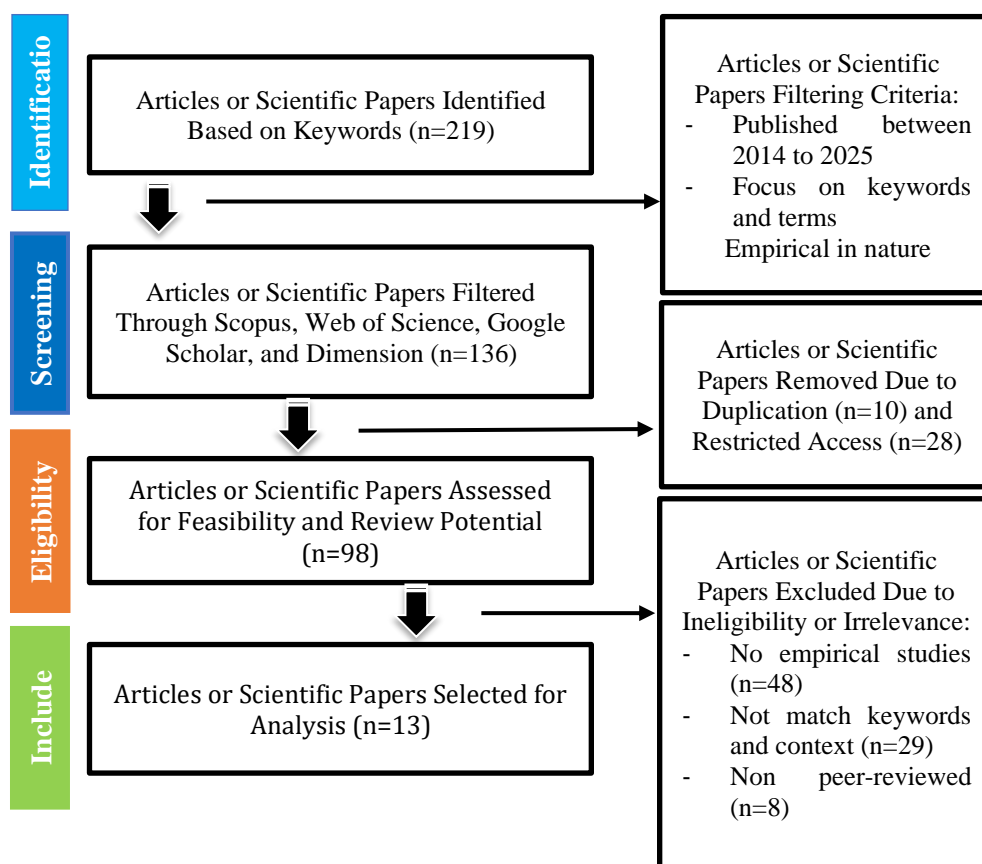 Identificatio
Articles or Scientific Papers Identified
Based on Keywords (n=219)
Articles or Scientific
Papers Filtering Criteria:
- Published between
2014 to 2025
- Focus on keywords
and terms
Empirical in nature
Screening
Articles or Scientific Papers Filtered
Through Scopus, Web of Science, Google
Scholar, and Dimension (n=136)
Articles or Scientific
Papers Removed Due to
Duplication (n=10) and
Restricted Access (n=28)
Eligibility
Articles or Scientific Papers Assessed
for Feasibility and Review Potential
(n=98)
Articles or Scientific
Papers Excluded Due to
Ineligibility or Irrelevance:
- No empirical studies
(n=48)
- Not match keywords
and context (n=29)
- Non peer-reviewed
(n=8)
Include
Articles or Scientific Papers Selected for
Analysis (n=13)